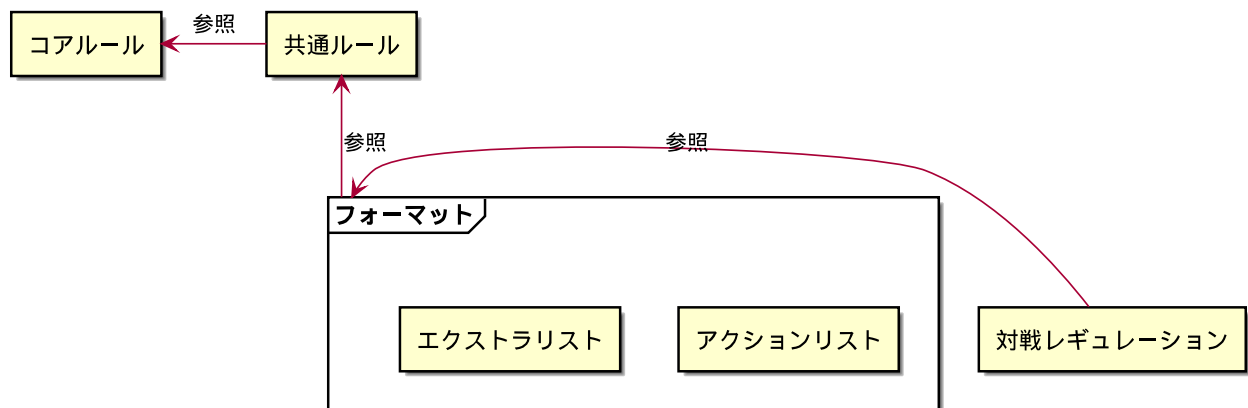 コアルール
参照
共通ルール
参照
参照
フォーマット
エクストラリスト
アクションリスト
対戦レギュレーション